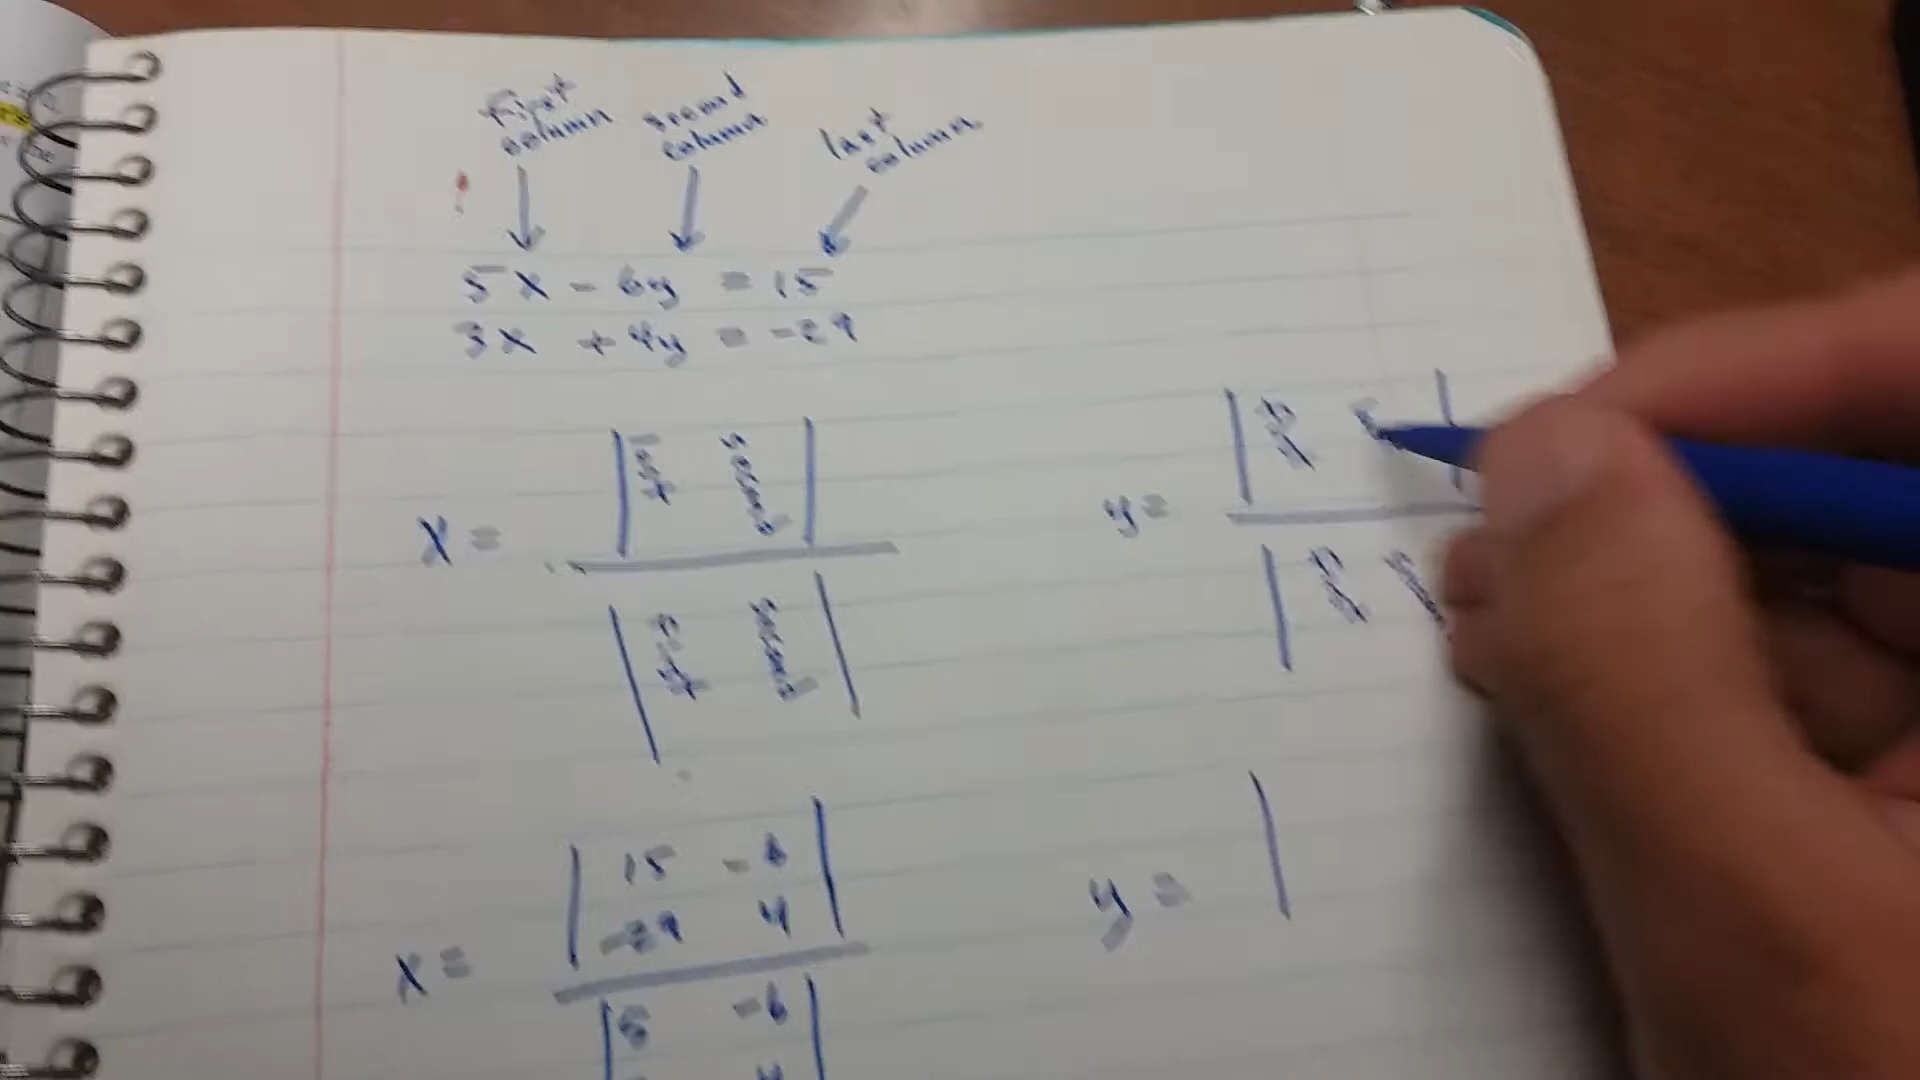 First column
second column
last column
5x - 6y = 15
3x + 4y = -29
x =
last second
first second
y =
first
first
x =
15 -6
-29 4
5 -6
y =